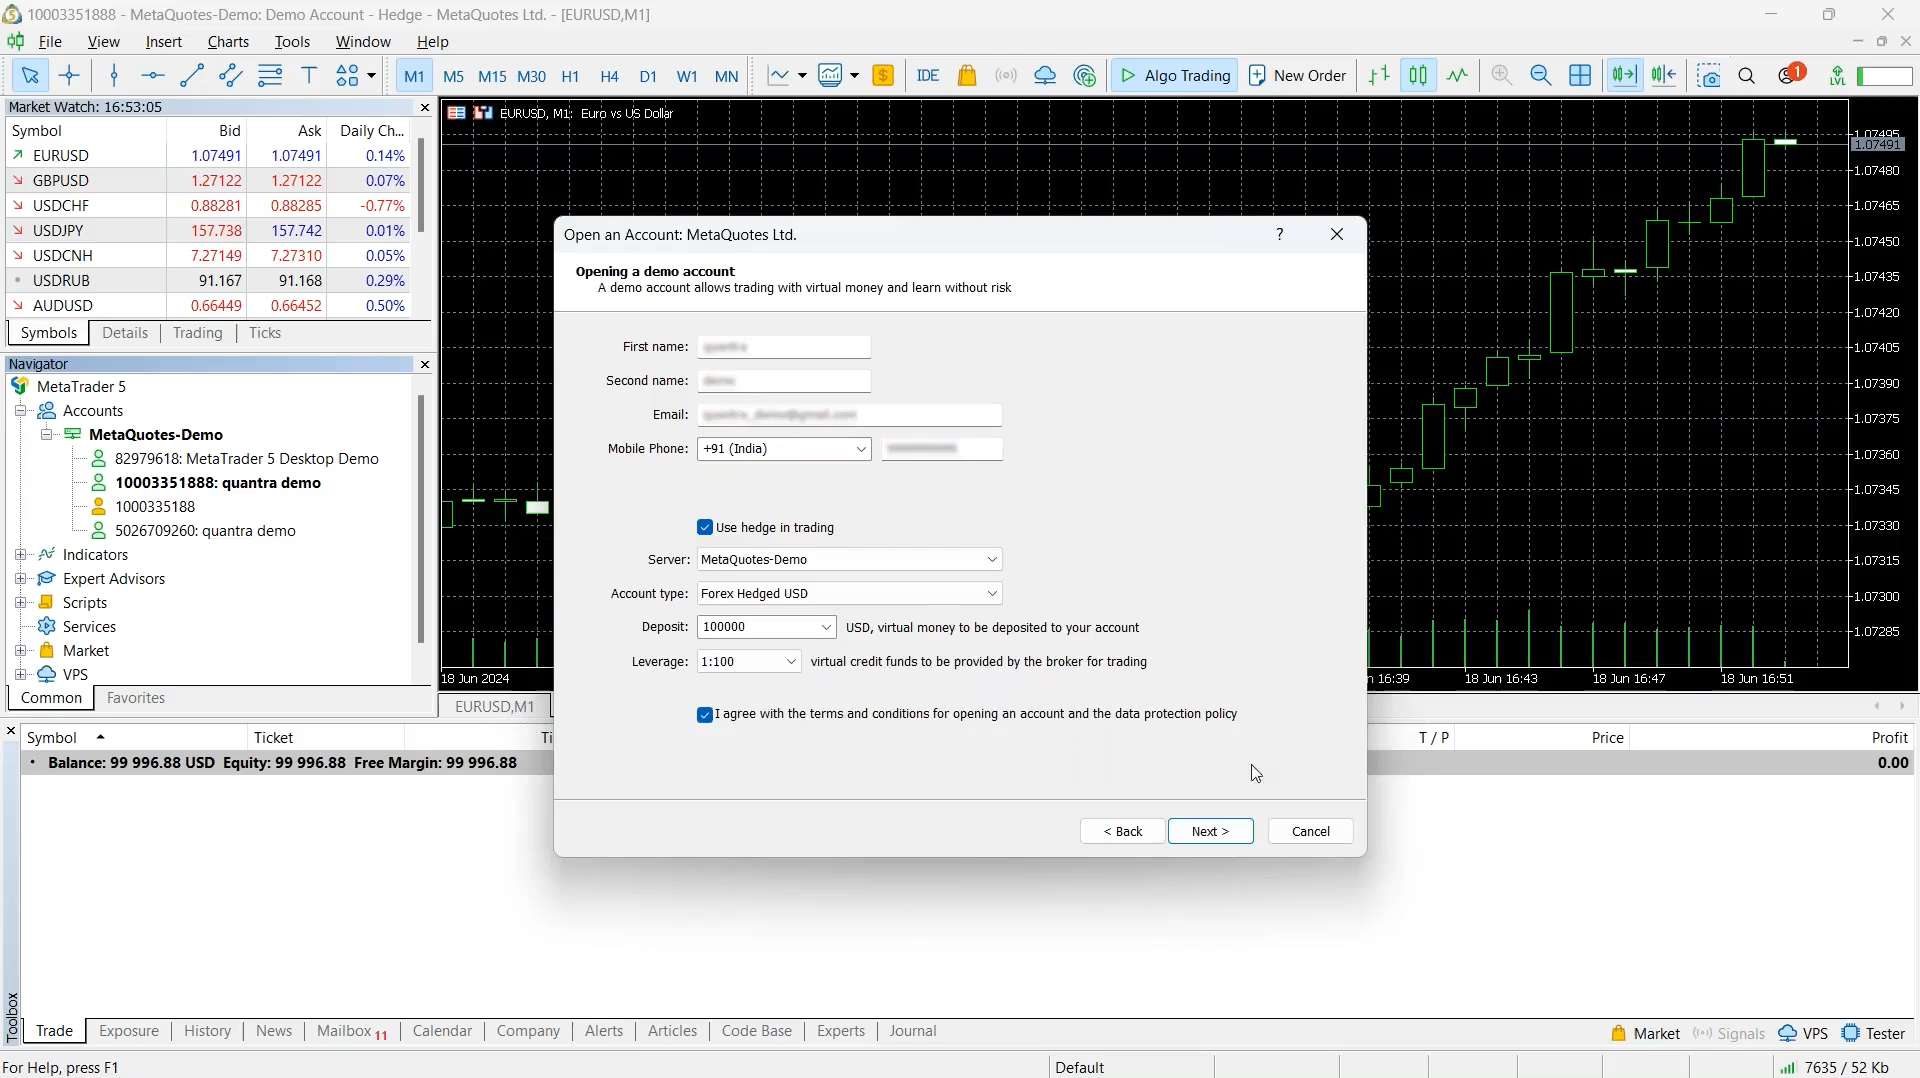 10003351888 - MetaQuotes-Demo: Demo Account - Hedge - MetaQuotes Ltd. - [EURUSD,M1]
File View Insert Charts Tools Window Help
M1 M5 M15 M30 H1 H4 D1 W1 MN IDE Algo Trading New Order 1 LVL
Market Watch: 16:53:05
Symbol Bid Ask Daily Ch...
EURUSD 1.07491 1.07491 0.14%
GBPUSD 1.27122 1.27122 0.07%
USDCHF 0.88281 0.88285 -0.77%
USDJPY 157.738 157.742 0.01%
USDCNH 7.27149 7.27310 0.05%
USDRUB 91.167 91.168 0.29%
AUDUSD 0.66449 0.66452 0.50%
Symbols Details Trading Ticks
Navigator
MetaTrader 5
Accounts
MetaQuotes-Demo
82979618: MetaTrader 5 Desktop Demo
10003351888: quantra demo
1000335188
5026709260: quantra demo
Indicators
Expert Advisors
Scripts
Services
Market
VPS
Common Favorites
EURUSD, M1: Euro vs US Dollar
1.07495
1.07491
1.07480
1.07465
1.07450
1.07435
1.07420
1.07405
1.07390
1.07375
1.07360
1.07345
1.07330
1.07315
1.07300
1.07285
18 Jun 2024 16:39 18 Jun 16:43 18 Jun 16:47 18 Jun 16:51
EURUSD,M1
Open an Account: MetaQuotes Ltd. ?
Opening a demo account
A demo account allows trading with virtual money and learn without risk
First name:
Second name:
Email:
Mobile Phone: +91 (India)
Use hedge in trading
Server: MetaQuotes-Demo
Account type: Forex Hedged USD
Deposit: 100000 USD, virtual money to be deposited to your account
Leverage: 1:100 virtual credit funds to be provided by the broker for trading
I agree with the terms and conditions for opening an account and the data protection policy
< Back Next > Cancel
Symbol Ticket Ti T / P Price Profit
Balance: 99 996.88 USD Equity: 99 996.88 Free Margin: 99 996.88 0.00
Toolbox
Trade Exposure History News Mailbox 11 Calendar Company Alerts Articles Code Base Experts Journal Market Signals VPS Tester
For Help, press F1 Default 7635 / 52 Kb